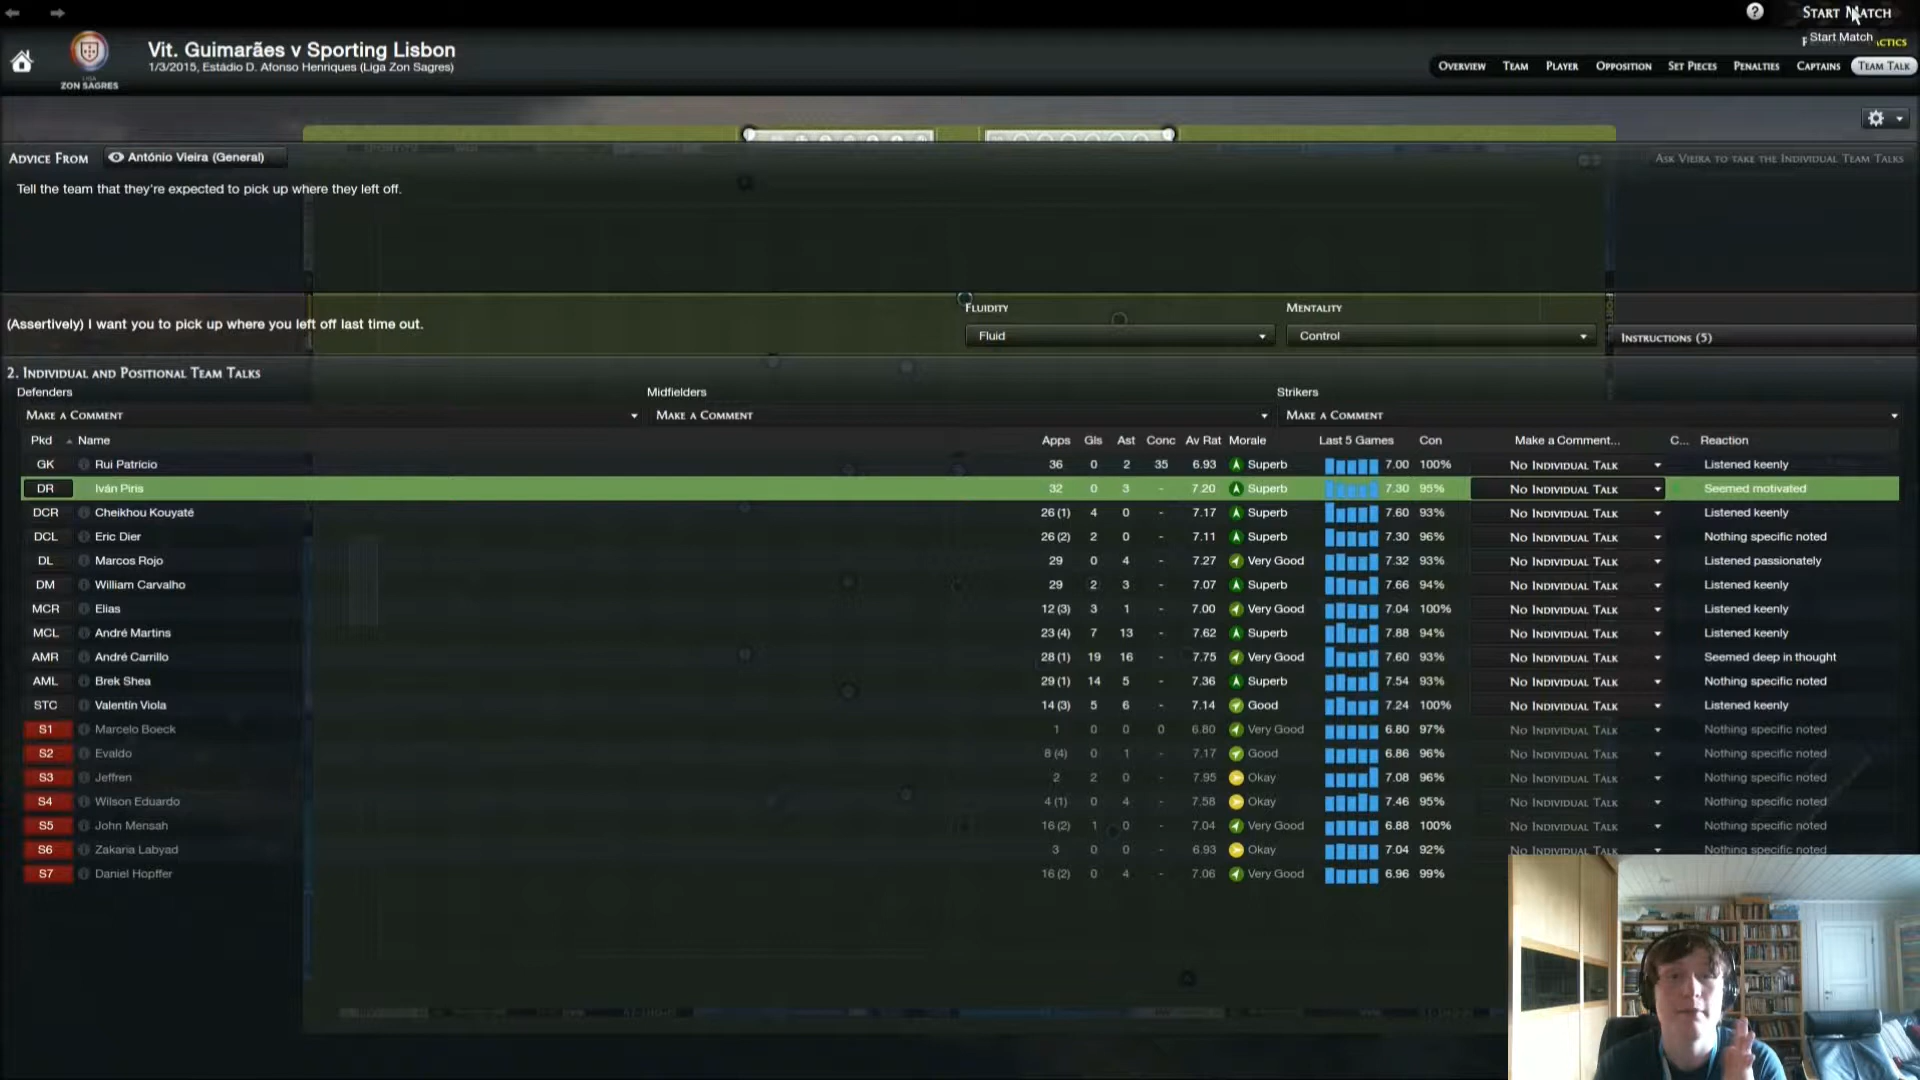 START MATCH
Start Match
Vit. Guimarães v Sporting Lisbon
1/3/2015, Estádio D. Afonso Henriques (Liga Zon Sagres)
LIGA
ZON SAGRES
OVERVIEW TEAM PLAYER OPPOSITION SET PIECES PENALTIES CAPTAINS TEAM TALK
ADVICE FROM António Vieira (General)
ASK VIEIRA TO TAKE THE INDIVIDUAL TEAM TALKS
Tell the team that they're expected to pick up where they left off.
FLUIDITY MENTALITY
(Assertively) I want you to pick up where you left off last time out.
Fluid Control INSTRUCTIONS (5)
2. INDIVIDUAL AND POSITIONAL TEAM TALKS
Defenders Midfielders Strikers
MAKE A COMMENT MAKE A COMMENT MAKE A COMMENT
Pkd Name Apps Gls Ast Conc Av Rat Morale Last 5 Games Con Make a Comment... C... Reaction
GK Rui Patrício 36 0 2 35 6.93 Superb 7.00 100% NO INDIVIDUAL TALK Listened keenly
DR Iván Piris 32 0 3 - 7.20 Superb 7.30 95% NO INDIVIDUAL TALK Seemed motivated
DCR Cheikhou Kouyaté 26 (1) 4 0 - 7.17 Superb 7.60 93% NO INDIVIDUAL TALK Listened keenly
DCL Eric Dier 26 (2) 2 0 - 7.11 Superb 7.30 96% NO INDIVIDUAL TALK Nothing specific noted
DL Marcos Rojo 29 0 4 - 7.27 Very Good 7.32 93% NO INDIVIDUAL TALK Listened passionately
DM William Carvalho 29 2 3 - 7.07 Superb 7.66 94% NO INDIVIDUAL TALK Listened keenly
MCR Elias 12 (3) 3 1 - 7.00 Very Good 7.04 100% NO INDIVIDUAL TALK Listened keenly
MCL André Martins 23 (4) 7 13 - 7.62 Superb 7.88 94% NO INDIVIDUAL TALK Listened keenly
AMR André Carrillo 28 (1) 19 16 - 7.75 Very Good 7.60 93% NO INDIVIDUAL TALK Seemed deep in thought
AML Brek Shea 29 (1) 14 5 - 7.36 Superb 7.54 93% NO INDIVIDUAL TALK Nothing specific noted
STC Valentín Viola 14 (3) 5 6 - 7.14 Good 7.24 100% NO INDIVIDUAL TALK Listened keenly
S1 Marcelo Boeck 1 0 0 0 6.80 Very Good 6.80 97% NO INDIVIDUAL TALK Nothing specific noted
S2 Evaldo 8 (4) 0 1 - 7.17 Good 6.86 96% NO INDIVIDUAL TALK Nothing specific noted
S3 Jeffren 2 2 0 - 7.95 Okay 7.08 96% NO INDIVIDUAL TALK Nothing specific noted
S4 Wilson Eduardo 4 (1) 0 4 - 7.58 Okay 7.46 95% NO INDIVIDUAL TALK Nothing specific noted
S5 John Mensah 16 (2) 1 0 - 7.04 Very Good 6.88 100% NO INDIVIDUAL TALK Nothing specific noted
S6 Zakaria Labyad 3 0 0 - 6.93 Okay 7.04 92% NO INDIVIDUAL TALK Nothing specific noted
S7 Daniel Hopffer 16 (2) 0 4 - 7.06 Very Good 6.96 99%